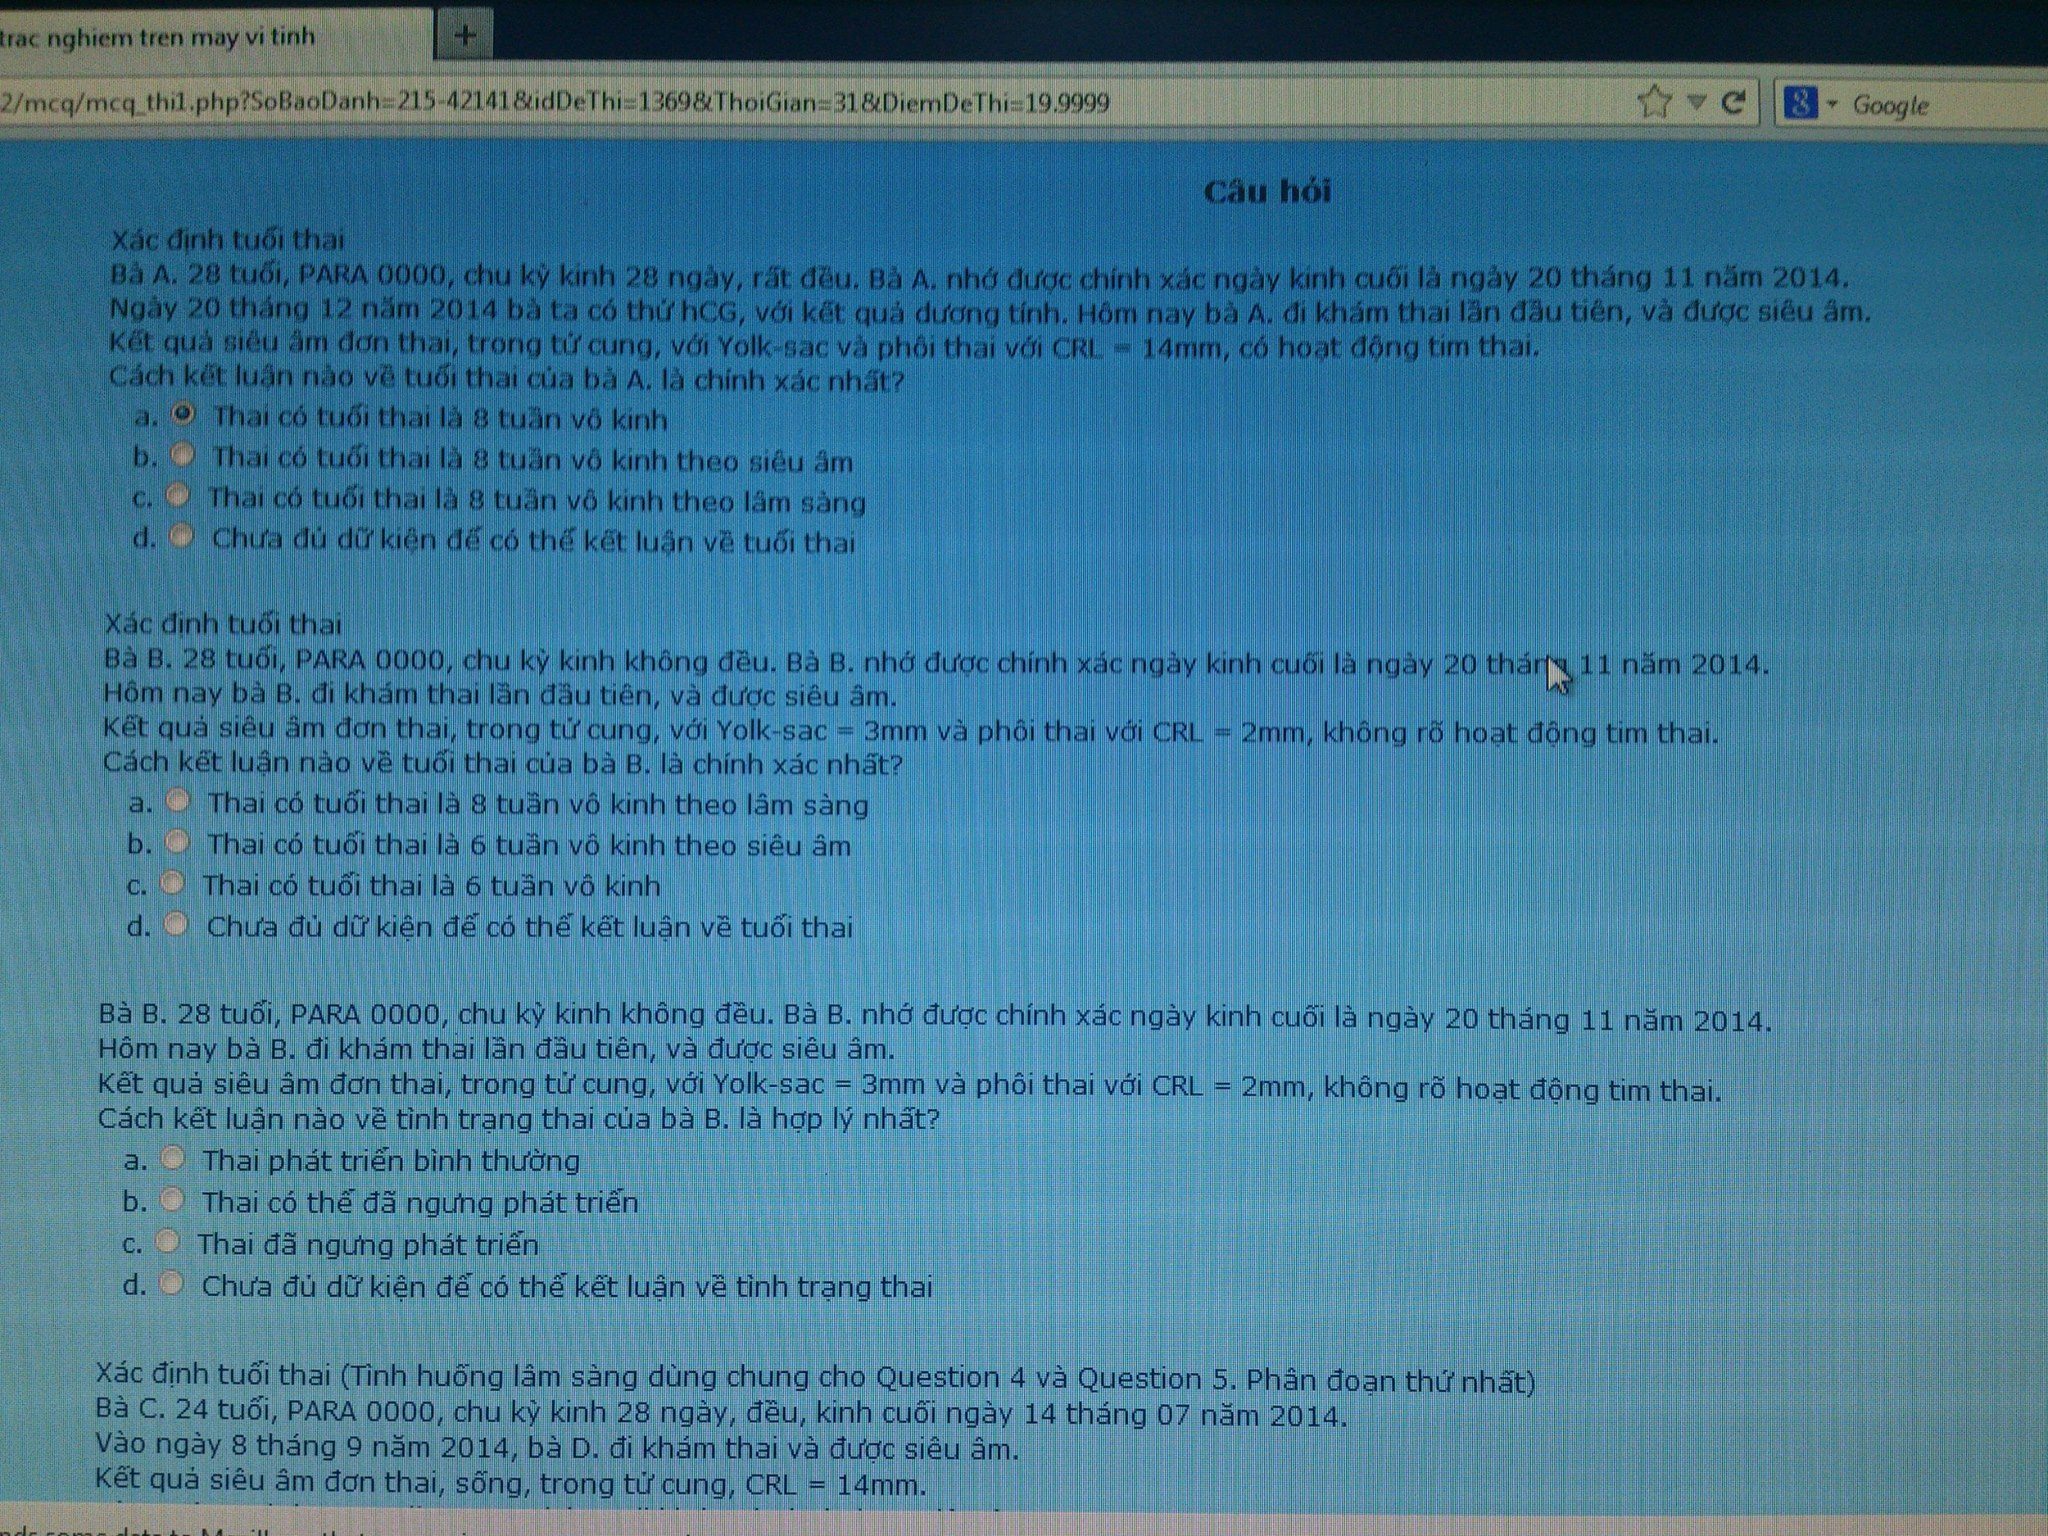 trac nghiem tren may vi tinh
+
2/mcq/mcq_thi1.php?SoBaoDanh=215-42141&idDeThi=1369&ThoiGian=31&DiemDeThi=19.9999
8 Google
Câu hỏi
Xác định tuổi thai
Bà A. 28 tuổi, PARA 0000, chu kỳ kinh 28 ngày, rất đều. Bà A. nhớ được chính xác ngày kinh cuối là ngày 20 tháng 11 năm 2014.
Ngày 20 tháng 12 năm 2014 bà ta có thử hCG, với kết quả dương tính. Hôm nay bà A. đi khám thai lần đầu tiên, và được siêu âm.
Kết quả siêu âm đơn thai, trong tử cung, với Yolk-sac và phôi thai với CRL = 14mm, có hoạt động tim thai.
Cách kết luận nào về tuổi thai của bà A. là chính xác nhất?
a. Thai có tuổi thai là 8 tuần vô kinh
b. Thai có tuổi thai là 8 tuần vô kinh theo siêu âm
c. Thai có tuổi thai là 8 tuần vô kinh theo lâm sàng
d. Chưa đủ dữ kiện để có thể kết luận về tuổi thai
Xác định tuổi thai
Bà B. 28 tuổi, PARA 0000, chu kỳ kinh không đều. Bà B. nhớ được chính xác ngày kinh cuối là ngày 20 tháng 11 năm 2014.
Hôm nay bà B. đi khám thai lần đầu tiên, và được siêu âm.
Kết quả siêu âm đơn thai, trong tử cung, với Yolk-sac = 3mm và phôi thai với CRL = 2mm, không rõ hoạt động tim thai.
Cách kết luận nào về tuổi thai của bà B. là chính xác nhất?
a. Thai có tuổi thai là 8 tuần vô kinh theo lâm sàng
b. Thai có tuổi thai là 6 tuần vô kinh theo siêu âm
c. Thai có tuổi thai là 6 tuần vô kinh
d. Chưa đủ dữ kiện để có thể kết luận về tuổi thai
Bà B. 28 tuổi, PARA 0000, chu kỳ kinh không đều. Bà B. nhớ được chính xác ngày kinh cuối là ngày 20 tháng 11 năm 2014.
Hôm nay bà B. đi khám thai lần đầu tiên, và được siêu âm.
Kết quả siêu âm đơn thai, trong tử cung, với Yolk-sac = 3mm và phôi thai với CRL = 2mm, không rõ hoạt động tim thai.
Cách kết luận nào về tình trạng thai của bà B. là hợp lý nhất?
a. Thai phát triển bình thường
b. Thai có thể đã ngưng phát triển
c. Thai đã ngưng phát triển
d. Chưa đủ dữ kiện để có thể kết luận về tình trạng thai
Xác định tuổi thai (Tình huống lâm sàng dùng chung cho Question 4 và Question 5. Phân đoạn thứ nhất)
Bà C. 24 tuổi, PARA 0000, chu kỳ kinh 28 ngày, đều, kinh cuối ngày 14 tháng 07 năm 2014.
Vào ngày 8 tháng 9 năm 2014, bà D. đi khám thai và được siêu âm.
Kết quả siêu âm đơn thai, sống, trong tử cung, CRL = 14mm.